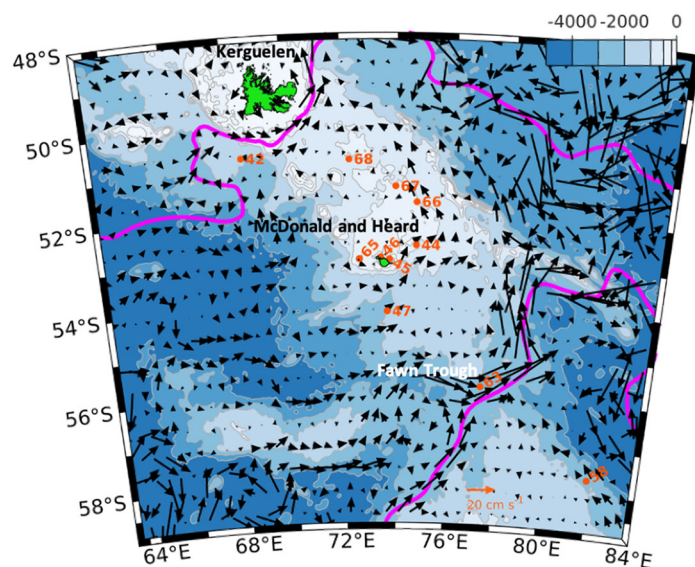 -4000 -2000 0
Kerguelen
48°S
50°S
42
68
67
66
McDonald and Heard
52°S
65
46
44
45
47
54°S
Fawn Trough
63
56°S
58
20 cm s⁻¹
58°S
64°E
68°E
72°E
76°E
80°E
84°E